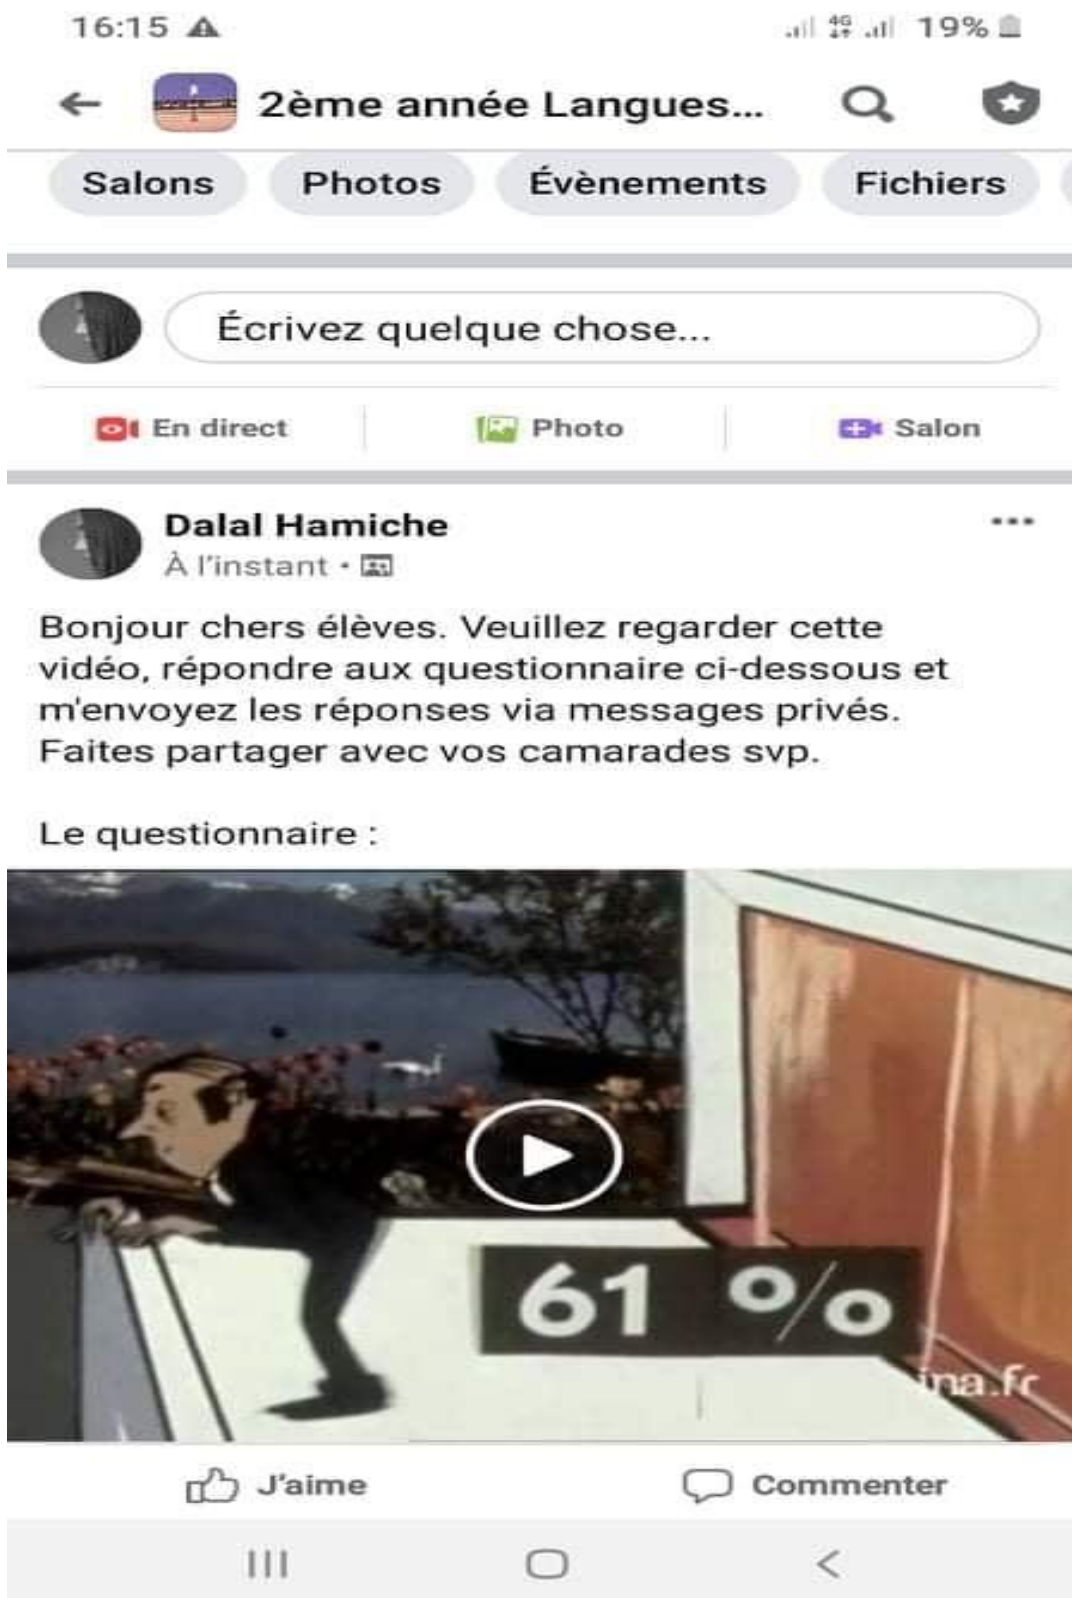 16:15
4G 19%
2ème année Langues...
Salons Photos Évènements Fichiers
Écrivez quelque chose...
En direct Photo Salon
Dalal Hamiche
À l'instant •
Bonjour chers élèves. Veuillez regarder cette
vidéo, répondre aux questionnaire ci-dessous et
m'envoyez les réponses via messages privés.
Faites partager avec vos camarades svp.
Le questionnaire :
61 %
ina.fr
J'aime Commenter